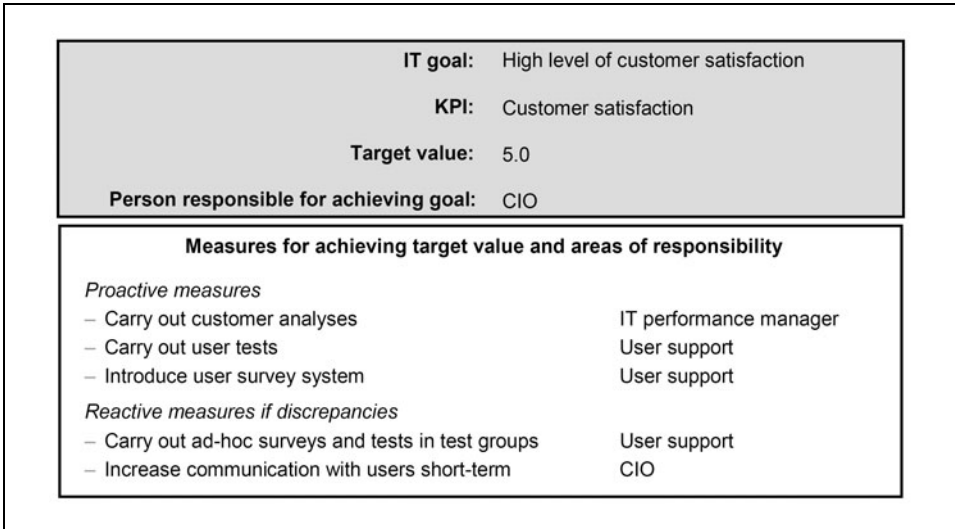 IT goal: High level of customer satisfaction
KPI: Customer satisfaction
Target value: 5.0
Person responsible for achieving goal: CIO
Measures for achieving target value and areas of responsibility
Proactive measures
– Carry out customer analyses IT performance manager
– Carry out user tests User support
– Introduce user survey system User support
Reactive measures if discrepancies
– Carry out ad-hoc surveys and tests in test groups User support
– Increase communication with users short-term CIO